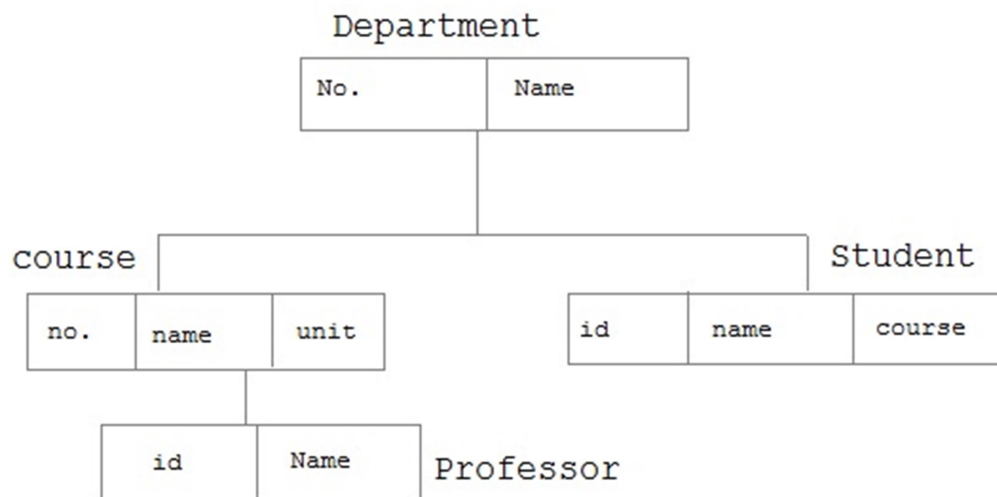 Department
No. Name
course
Student
no. name unit
id name course
id Name
Professor